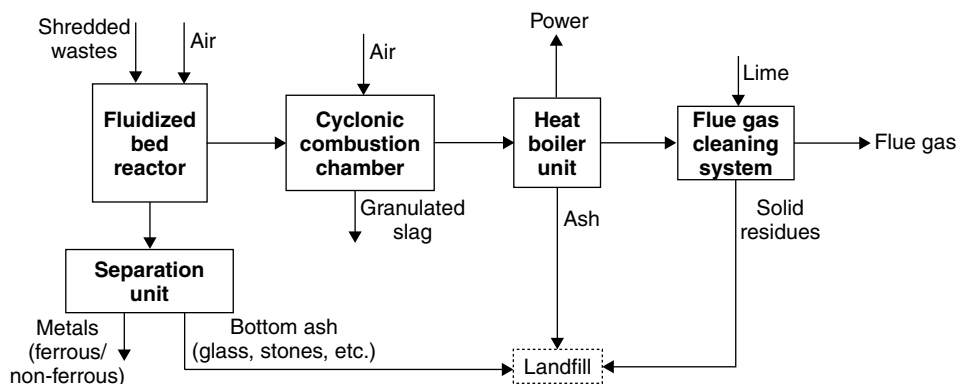 Shredded
wastes
Air
Air
Power
Lime
Fluidized
bed
reactor
Cyclonic
combustion
chamber
Heat
boiler
unit
Flue gas
cleaning
system
Flue gas
Granulated
slag
Ash
Solid
residues
Separation
unit
Metals
(ferrous/
non-ferrous)
Bottom ash
(glass, stones, etc.)
Landfill